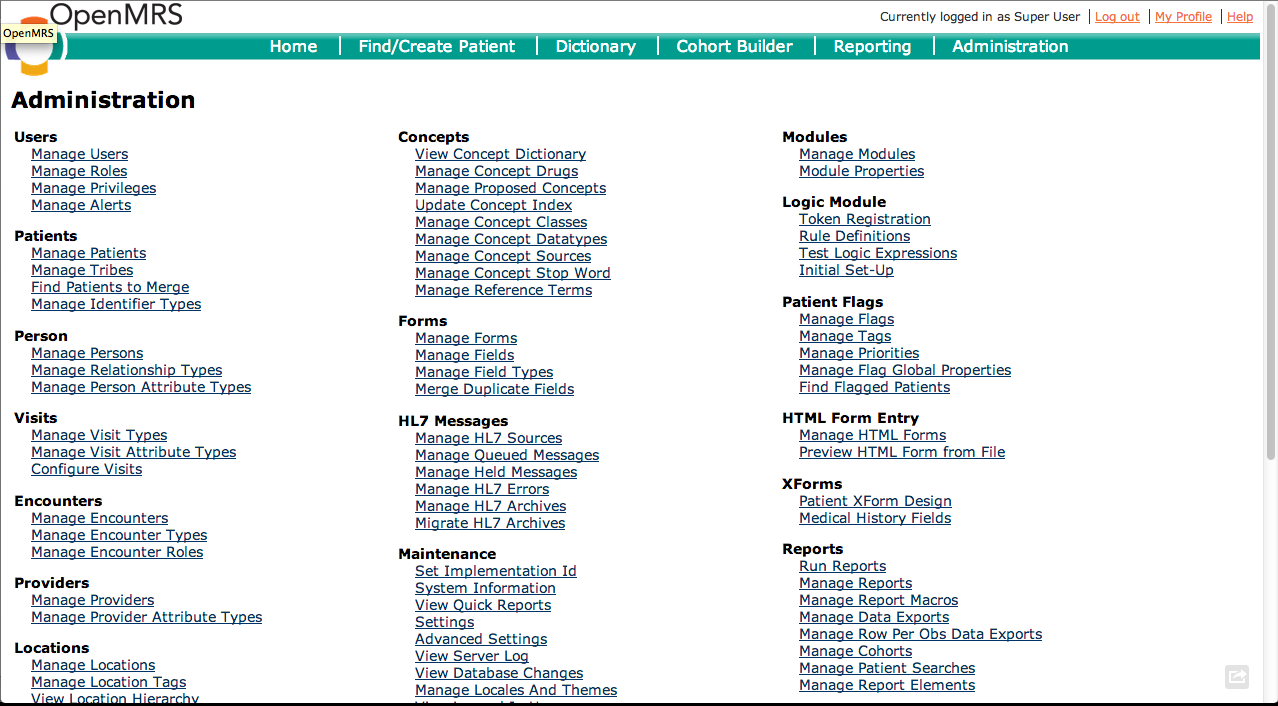 OpenMRS
Currently logged in as Super User | Log out | My Profile | Help
OpenMRS
Home | Find/Create Patient | Dictionary | Cohort Builder | Reporting | Administration
Administration
Users
Manage Users
Manage Roles
Manage Privileges
Manage Alerts
Patients
Manage Patients
Manage Tribes
Find Patients to Merge
Manage Identifier Types
Person
Manage Persons
Manage Relationship Types
Manage Person Attribute Types
Visits
Manage Visit Types
Manage Visit Attribute Types
Configure Visits
Encounters
Manage Encounters
Manage Encounter Types
Manage Encounter Roles
Providers
Manage Providers
Manage Provider Attribute Types
Locations
Manage Locations
Manage Location Tags
View Location Hierarchy
Concepts
View Concept Dictionary
Manage Concept Drugs
Manage Proposed Concepts
Update Concept Index
Manage Concept Classes
Manage Concept Datatypes
Manage Concept Sources
Manage Concept Stop Word
Manage Reference Terms
Forms
Manage Forms
Manage Fields
Manage Field Types
Merge Duplicate Fields
HL7 Messages
Manage HL7 Sources
Manage Queued Messages
Manage Held Messages
Manage HL7 Errors
Manage HL7 Archives
Migrate HL7 Archives
Maintenance
Set Implementation Id
System Information
View Quick Reports
Settings
Advanced Settings
View Server Log
View Database Changes
Manage Locales And Themes
Modules
Manage Modules
Module Properties
Logic Module
Token Registration
Rule Definitions
Test Logic Expressions
Initial Set-Up
Patient Flags
Manage Flags
Manage Tags
Manage Priorities
Manage Flag Global Properties
Find Flagged Patients
HTML Form Entry
Manage HTML Forms
Preview HTML Form from File
XForms
Patient XForm Design
Medical History Fields
Reports
Run Reports
Manage Reports
Manage Report Macros
Manage Data Exports
Manage Row Per Obs Data Exports
Manage Cohorts
Manage Patient Searches
Manage Report Elements